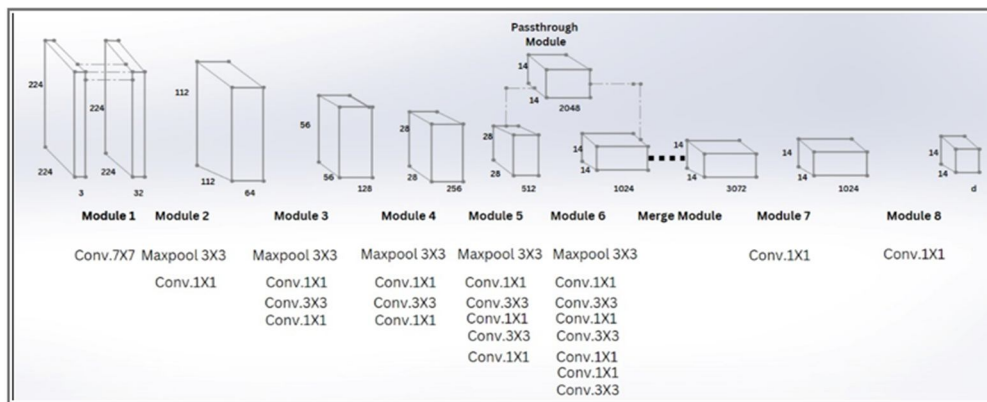 Passthrough
Module
14
14
2048
224
224
3
224
224
32
112
112
64
56
56
128
28
28
256
28
28
512
14
14
1024
14
14
3072
14
14
1024
14
14
d
Module 1
Module 2
Module 3
Module 4
Module 5
Module 6
Merge Module
Module 7
Module 8
Conv.7X7
Maxpool 3X3
Maxpool 3X3
Maxpool 3X3
Maxpool 3X3
Maxpool 3X3
Conv.1X1
Conv.1X1
Conv.1X1
Conv.1X1
Conv.1X1
Conv.1X1
Conv.1X1
Conv.3X3
Conv.3X3
Conv.3X3
Conv.3X3
Conv.1X1
Conv.1X1
Conv.1X1
Conv.1X1
Conv.3X3
Conv.3X3
Conv.1X1
Conv.1X1
Conv.1X1
Conv.3X3